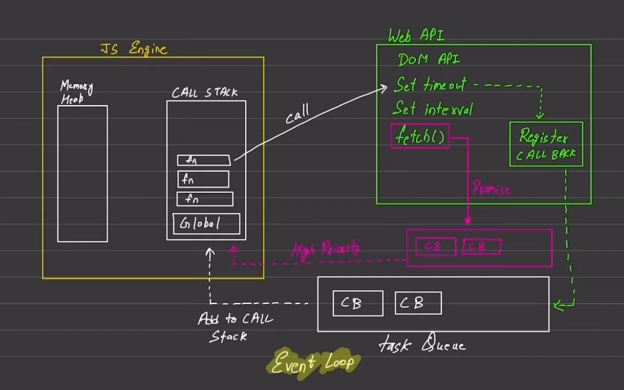 JS Engine
Memory
Heap
CALL STACK
fn
fn
fn
Global
call
Web API
DOM API
Set timeout
Set interval
fetch()
Register
CALL BACK
Promise
CB
CB
High Priority
CB
CB
Add to CALL
Stack
task Queue
Event Loop